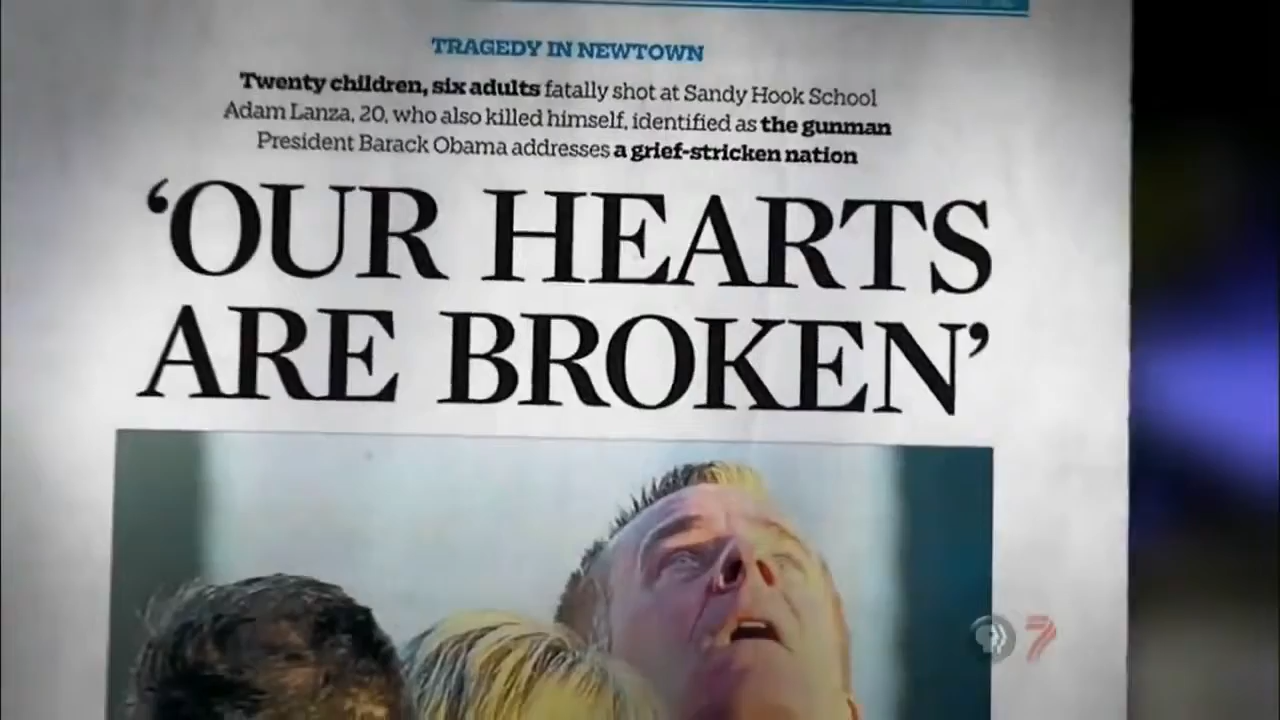 TRAGEDY IN NEWTOWN
Twenty children, six adults fatally shot at Sandy Hook School
Adam Lanza, 20, who also killed himself, identified as the gunman
President Barack Obama addresses a grief-stricken nation
‘OUR HEARTS
ARE BROKEN’
7